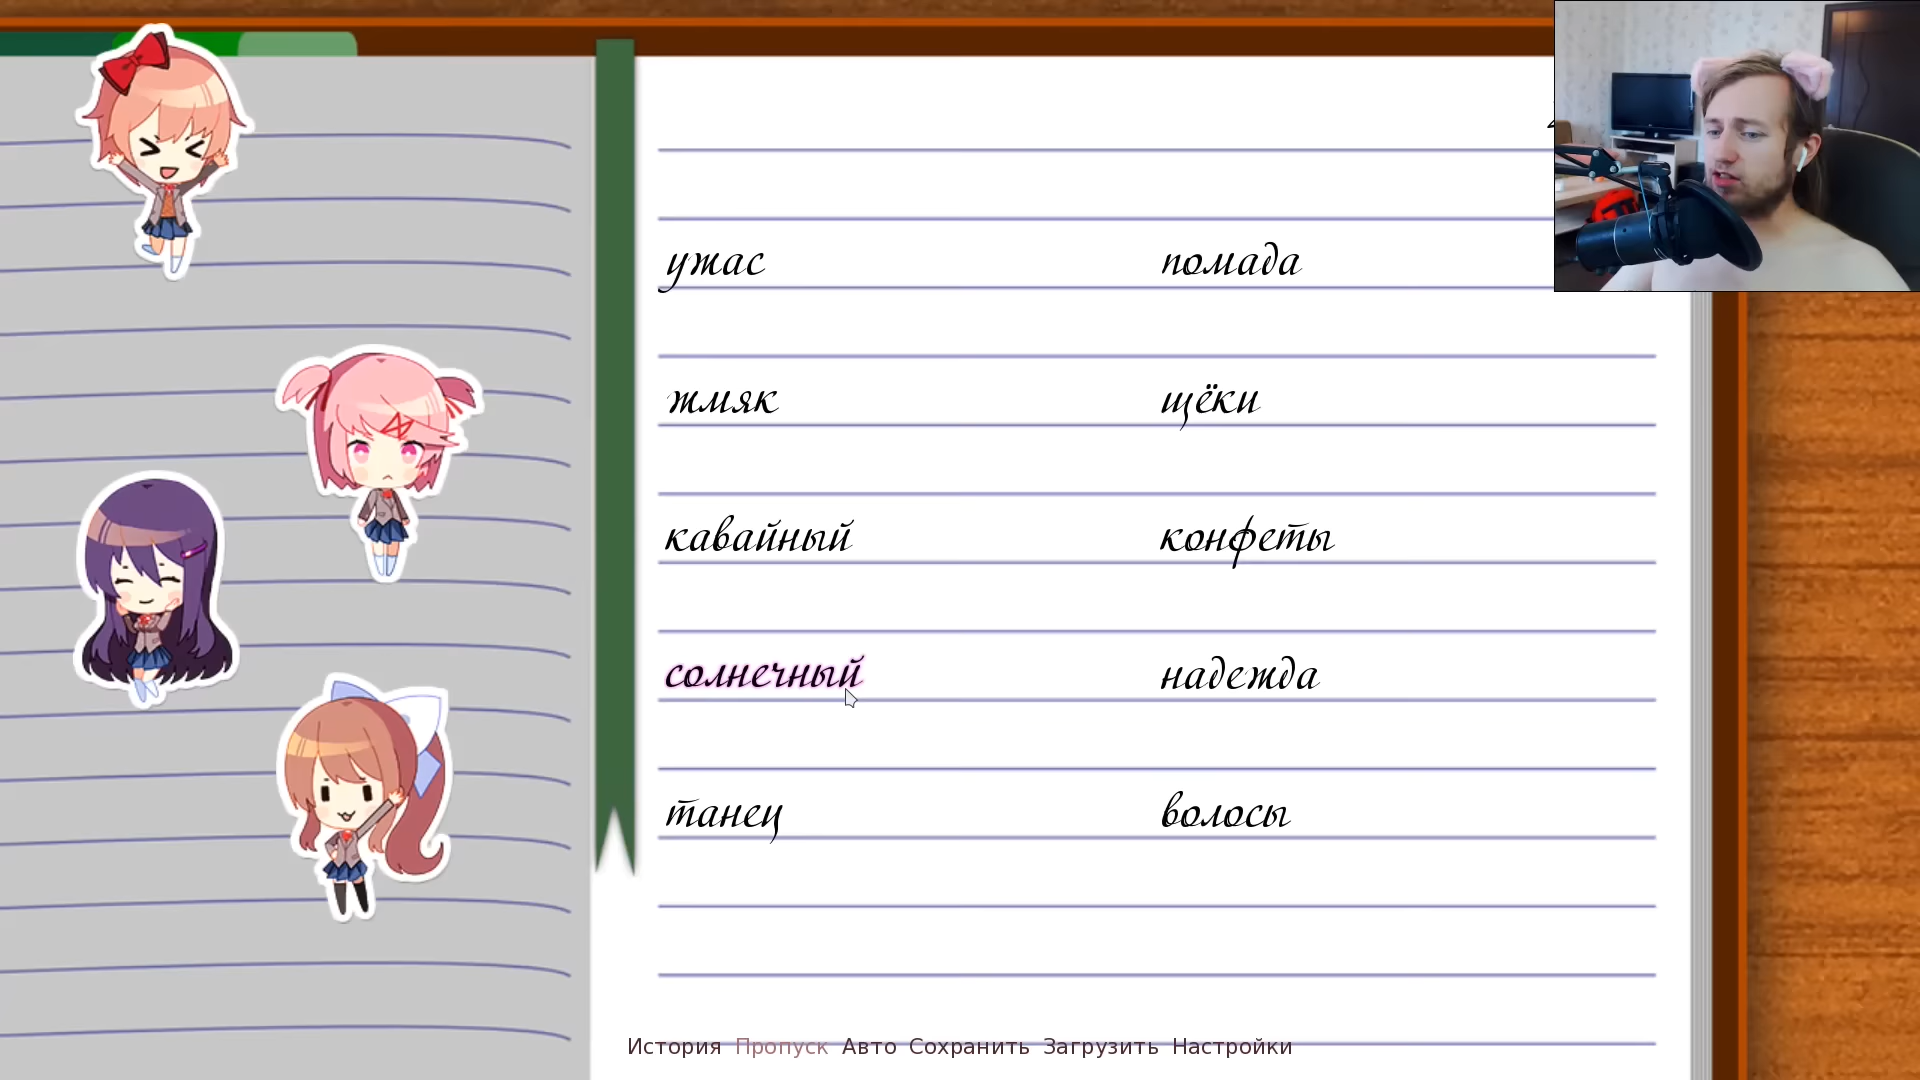 ужас помада
жмяк щёки
кавайный конфеты
солнечный надежда
танец волосы
История Пропуск Авто Сохранить Загрузить Настройки